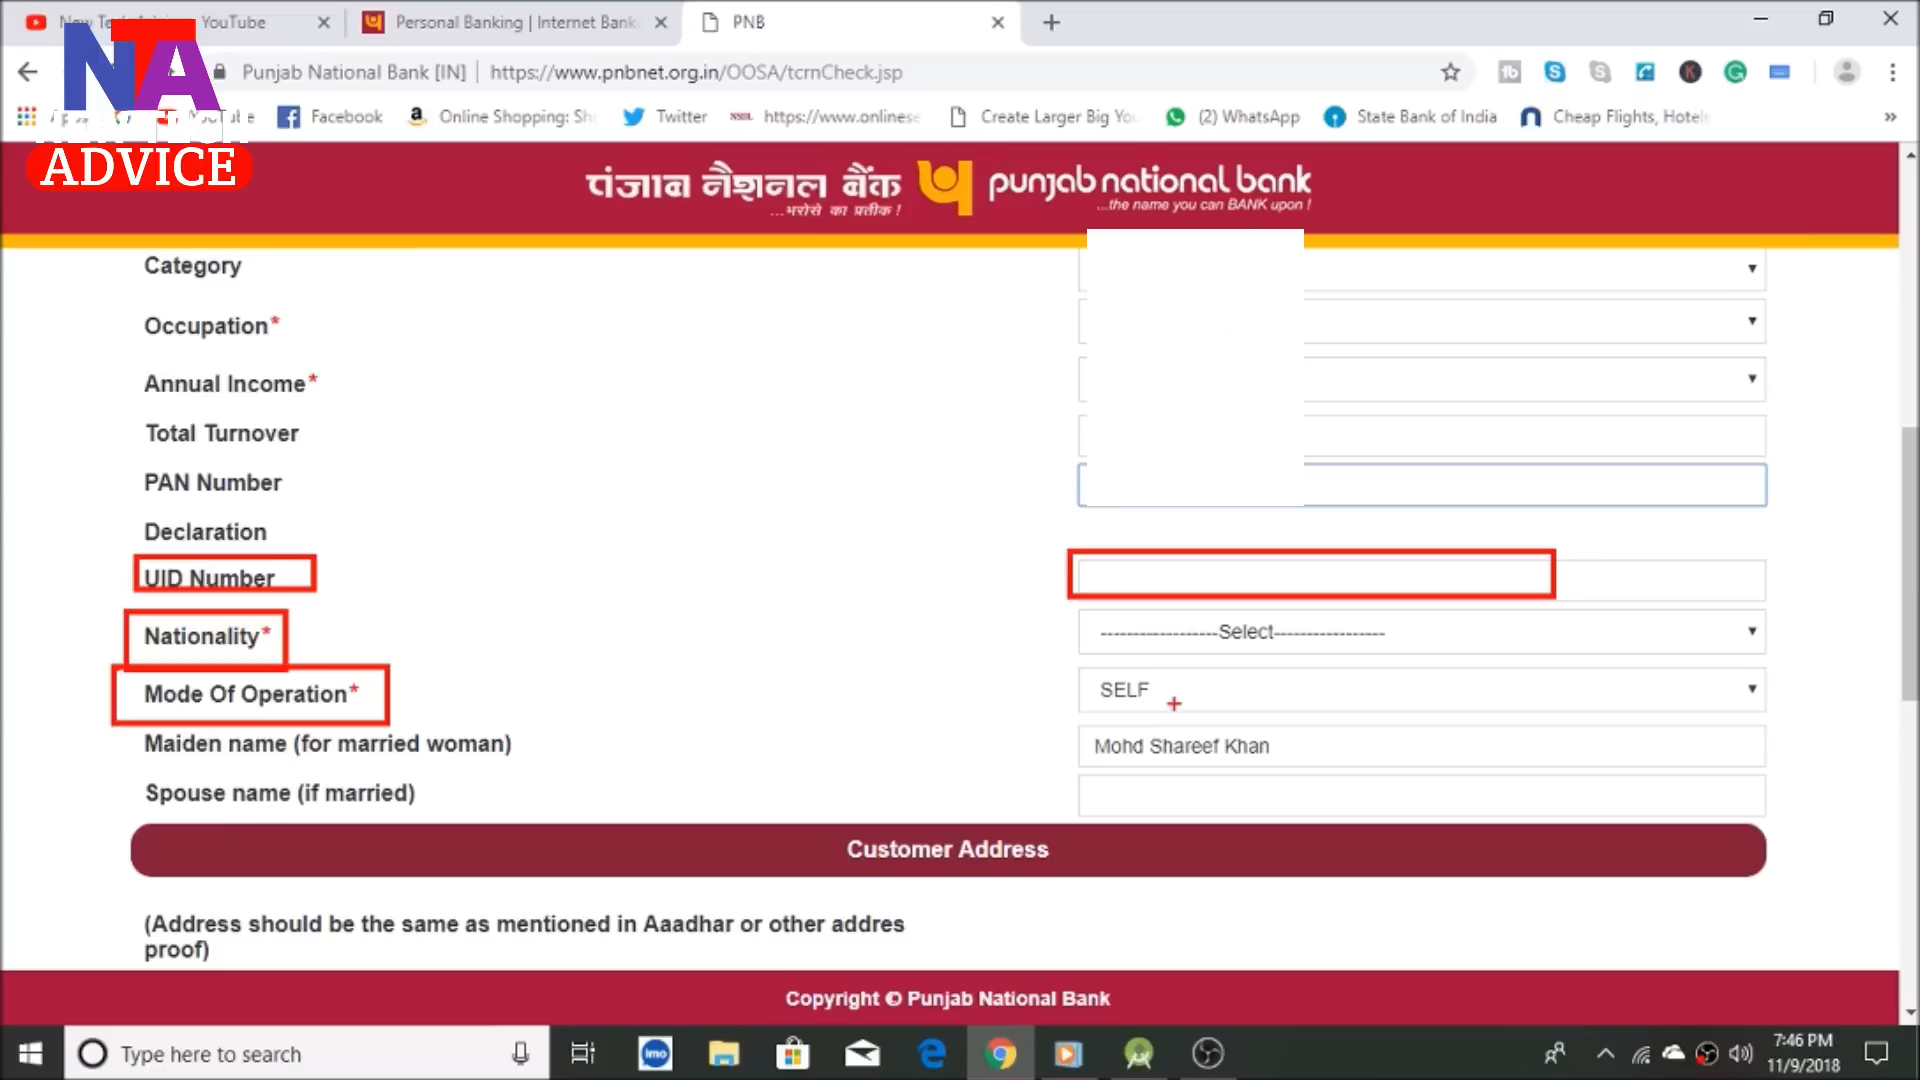 YouTube
Personal Banking | Internet Bank
PNB
NTA
ADVICE
Punjab National Bank [IN] | https://www.pnbnet.org.in/OOSA/tcrnCheck.jsp
Facebook
Online Shopping: Sh
Twitter
https://www.onlinese
Create Larger Big Yo
(2) WhatsApp
State Bank of India
Cheap Flights, Hotels
»
पंजाब नैशनल बैंक
...भरोसे का प्रतीक !
punjab national bank
...the name you can BANK upon !
Category
Occupation*
Annual Income*
Total Turnover
PAN Number
Declaration
UID Number
Nationality* ------------------Select-----------------
Mode Of Operation* SELF
Maiden name (for married woman) Mohd Shareef Khan
Spouse name (if married)
Customer Address
(Address should be the same as mentioned in Aaadhar or other addres
proof)
Copyright © Punjab National Bank
Type here to search
imo
7:46 PM
11/9/2018